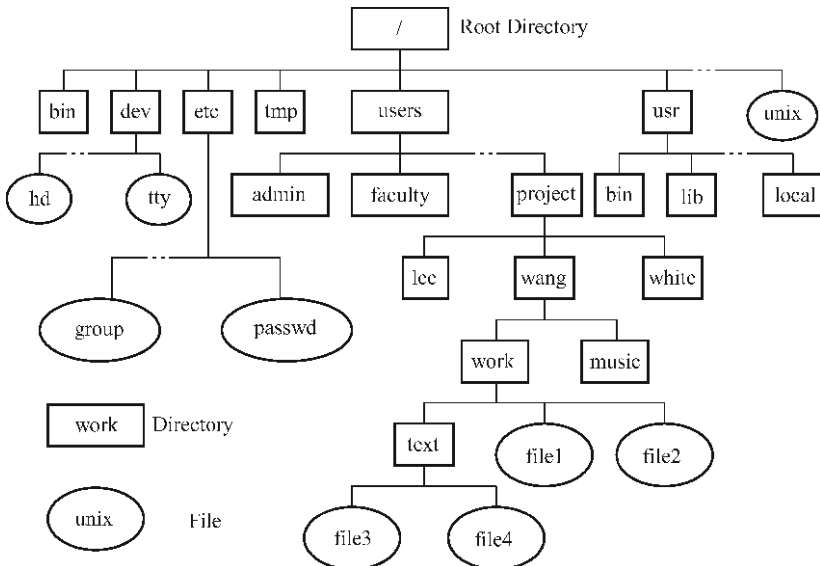 / Root Directory
bin dev etc tmp users usr unix
hd tty admin faculty project bin lib local
lee wang white
group passwd
work music
work Directory
text file1 file2
unix File
file3 file4